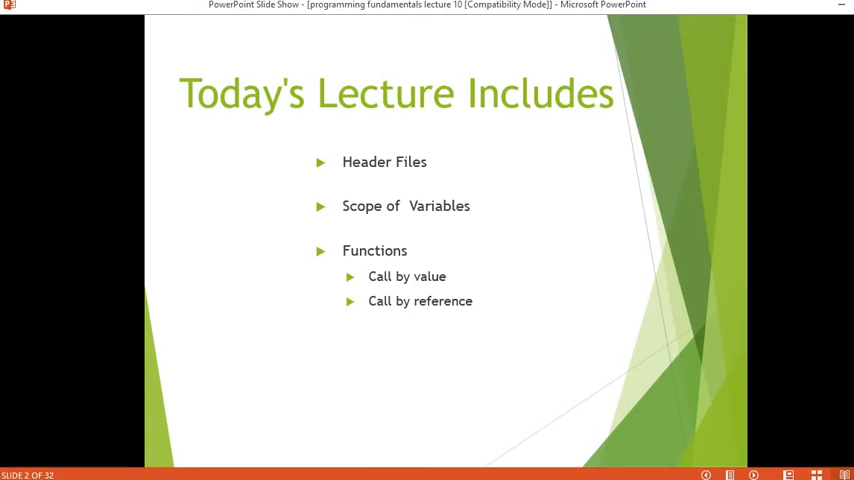 PowerPoint Slide Show - [programming fundamentals lecture 10 [Compatibility Mode]] - Microsoft PowerPoint
Today's Lecture Includes
Header Files
Scope of Variables
Functions
Call by value
Call by reference
SLIDE 2 OF 32